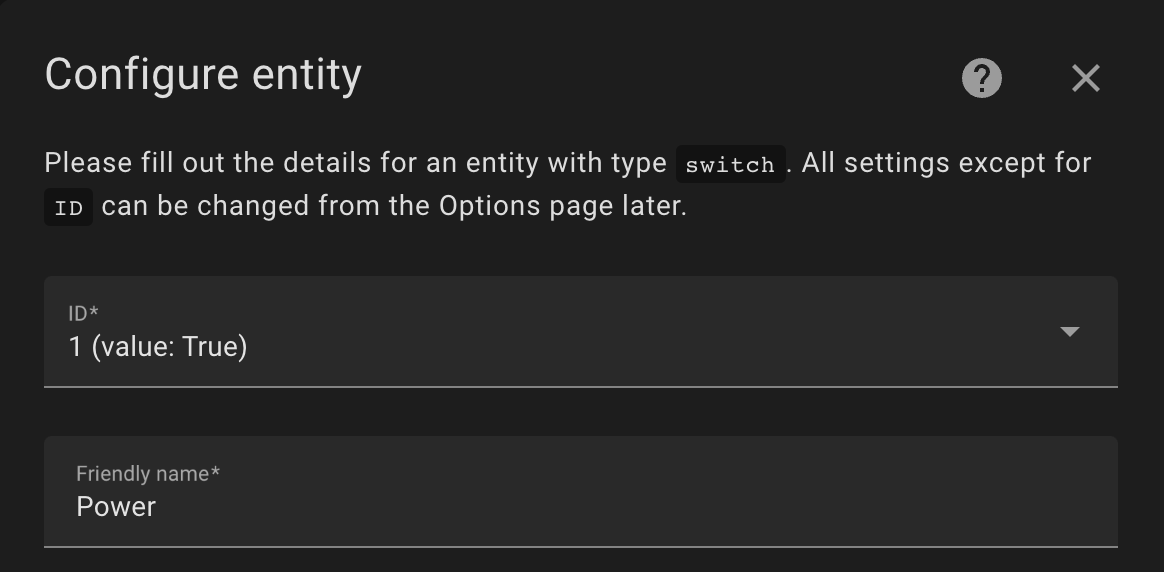 Configure entity
Please fill out the details for an entity with type switch. All settings except for
ID can be changed from the Options page later.
ID*
1 (value: True)
Friendly name*
Power